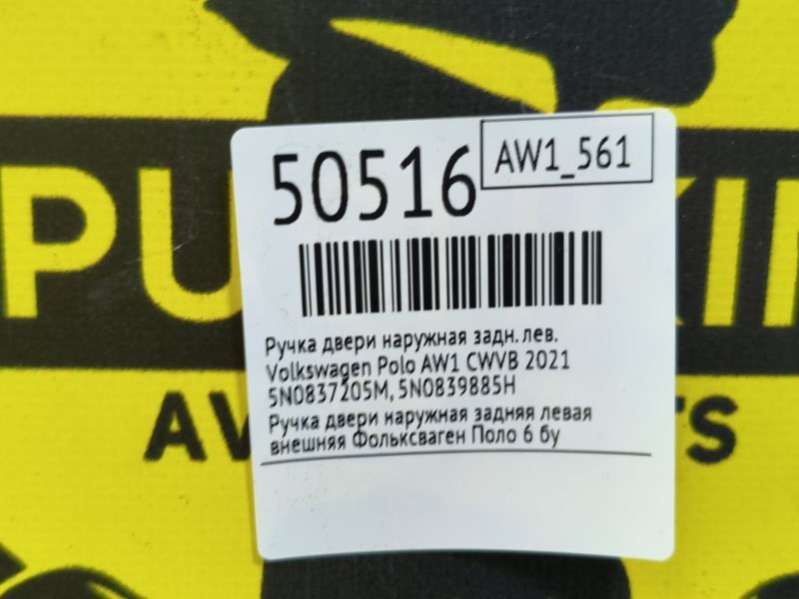 50516
AW1_561
Ручка двери наружная задн. лев.
Volkswagen Polo AW1 CWVB 2021
5N0837205M, 5N0839885H
Ручка двери наружная задняя левая
внешняя Фольксваген Поло 6 бу